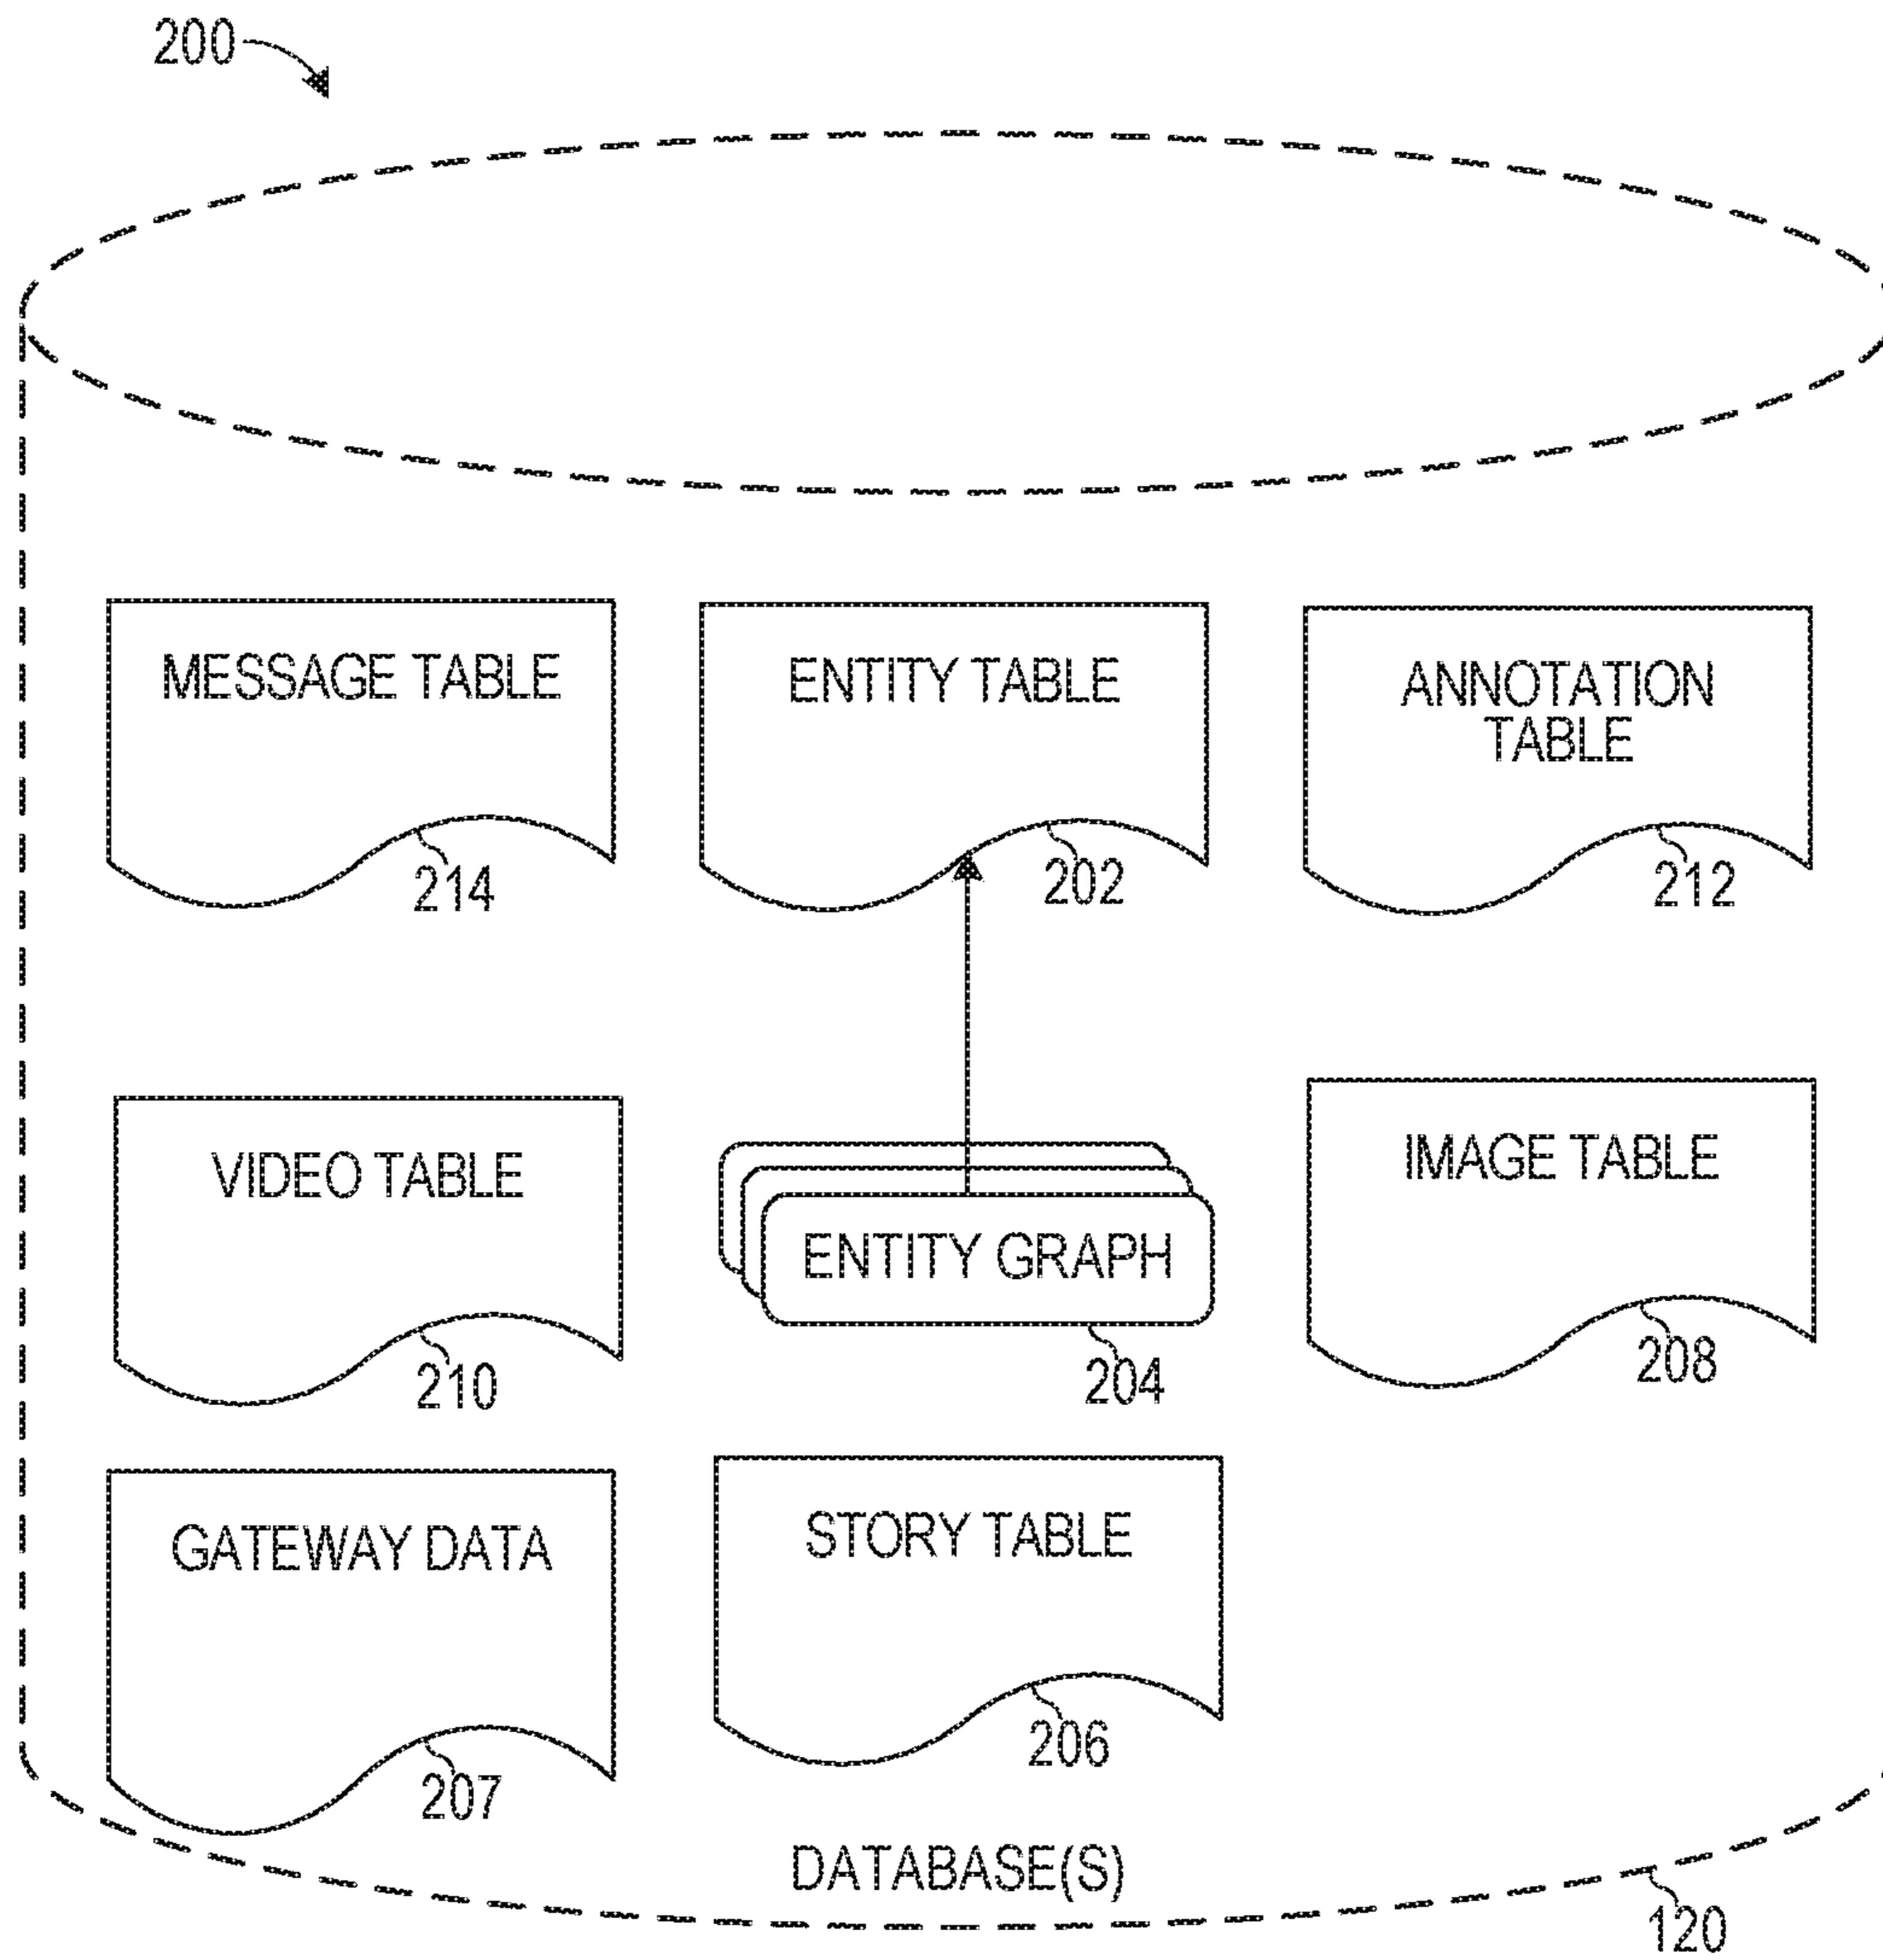 200
MESSAGE TABLE
214
ENTITY TABLE
202
ANNOTATION
TABLE
212
VIDEO TABLE
210
ENTITY GRAPH
204
IMAGE TABLE
208
GATEWAY DATA
207
STORY TABLE
206
DATABASE(S)
120